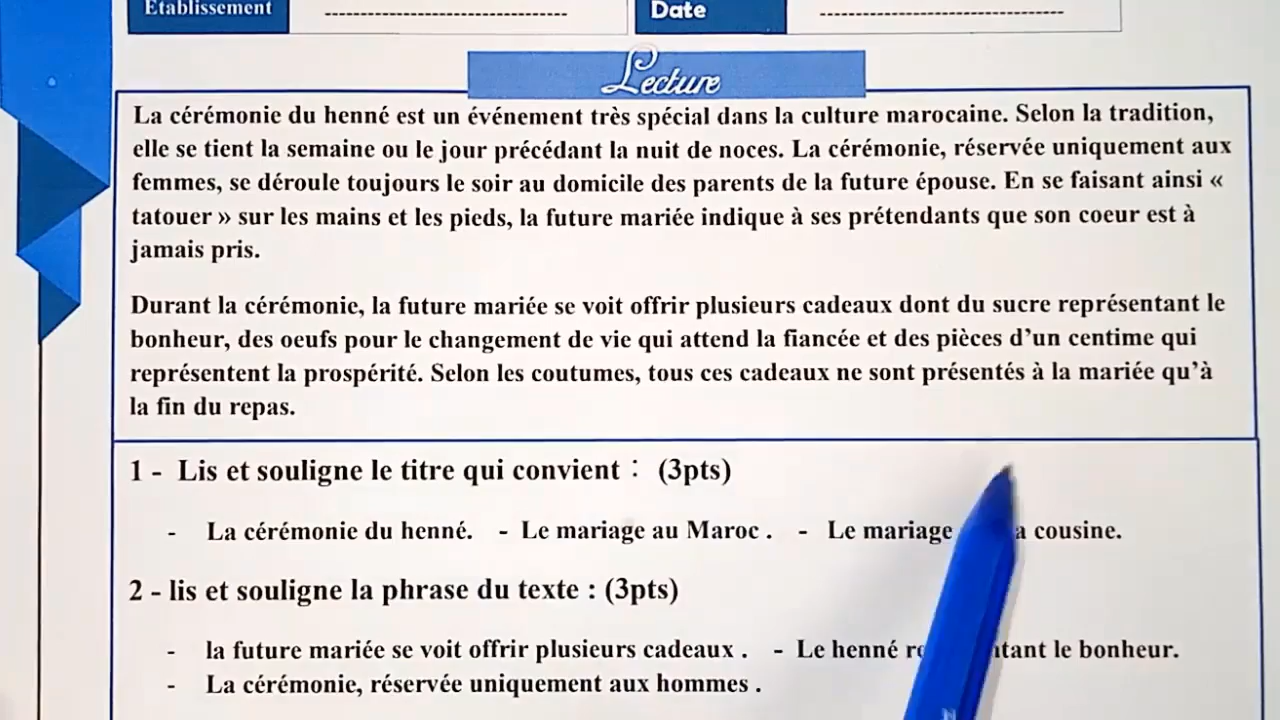 Etablissement ------------------------------- Date -------------------------------
Lecture
La cérémonie du henné est un événement très spécial dans la culture marocaine. Selon la tradition,
elle se tient la semaine ou le jour précédant la nuit de noces. La cérémonie, réservée uniquement aux
femmes, se déroule toujours le soir au domicile des parents de la future épouse. En se faisant ainsi «
tatouer » sur les mains et les pieds, la future mariée indique à ses prétendants que son coeur est à
jamais pris.
Durant la cérémonie, la future mariée se voit offrir plusieurs cadeaux dont du sucre représentant le
bonheur, des oeufs pour le changement de vie qui attend la fiancée et des pièces d’un centime qui
représentent la prospérité. Selon les coutumes, tous ces cadeaux ne sont présentés à la mariée qu’à
la fin du repas.
1 - Lis et souligne le titre qui convient : (3pts)
- La cérémonie du henné. - Le mariage au Maroc . - Le mariage cousine.
2 - lis et souligne la phrase du texte : (3pts)
- la future mariée se voit offrir plusieurs cadeaux . - Le henné le bonheur.
- La cérémonie, réservée uniquement aux hommes .